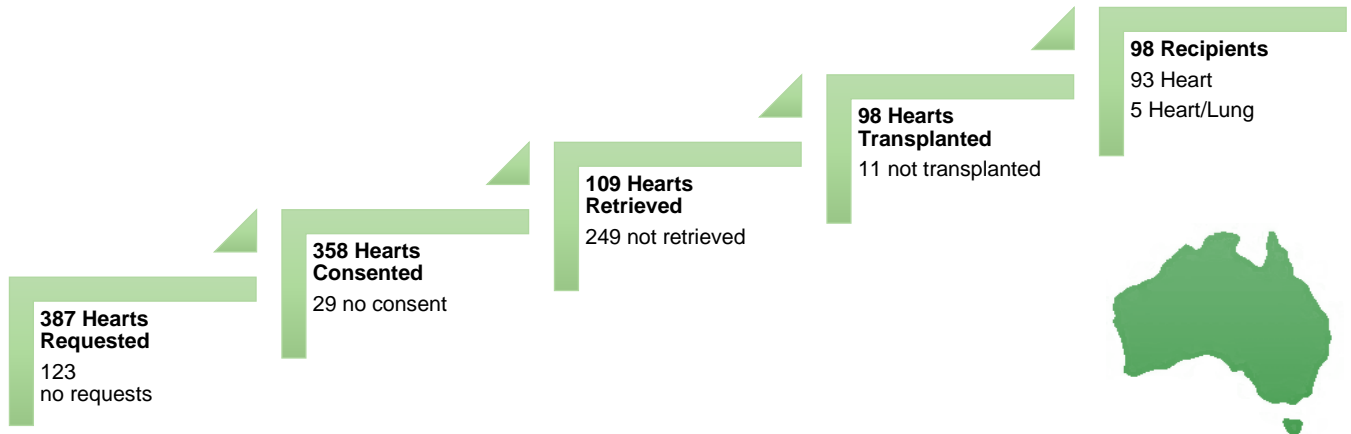 387 Hearts
Requested
123
no requests
358 Hearts
Consented
29 no consent
109 Hearts
Retrieved
249 not retrieved
98 Hearts
Transplanted
11 not transplanted
98 Recipients
93 Heart
5 Heart/Lung